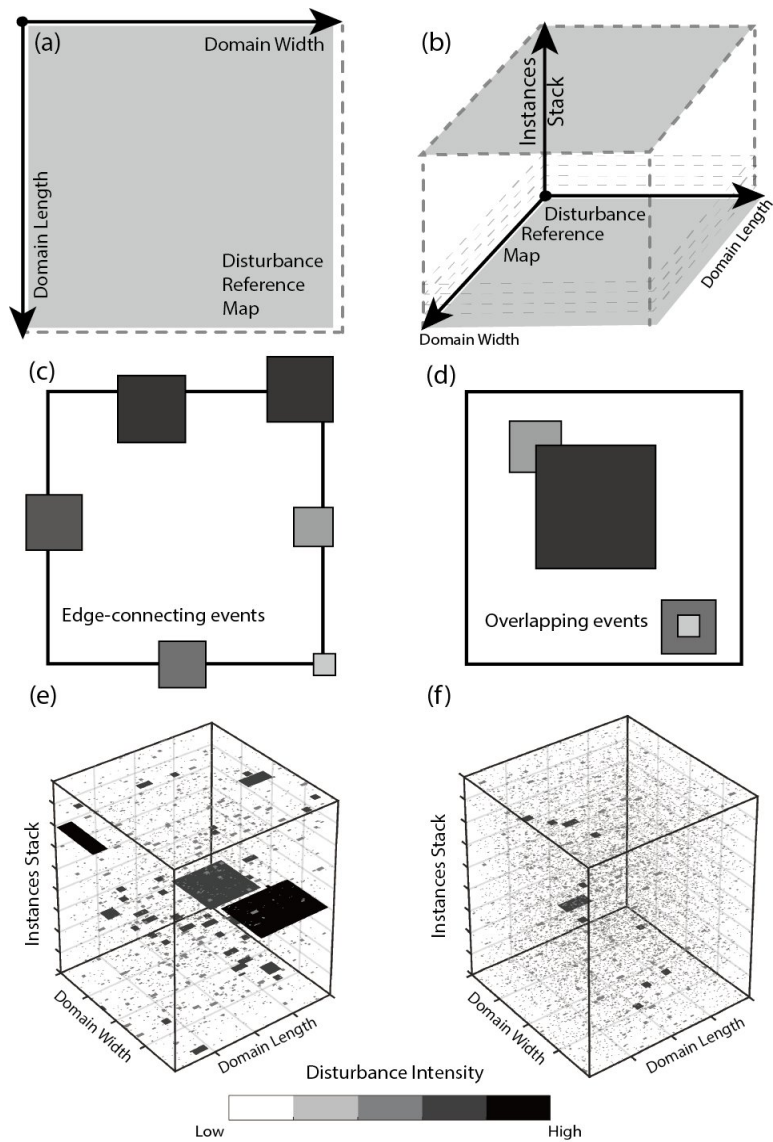 (a)
Domain Width
Domain Length
Disturbance
Reference
Map
(b)
Instances
Stack
Disturbance
Reference
Map
Domain Length
Domain Width
(c)
Edge-connecting events
(d)
Overlapping events
(e)
Instances Stack
Domain Width
Domain Length
(f)
Instances Stack
Domain Width
Domain Length
Disturbance Intensity
Low
High